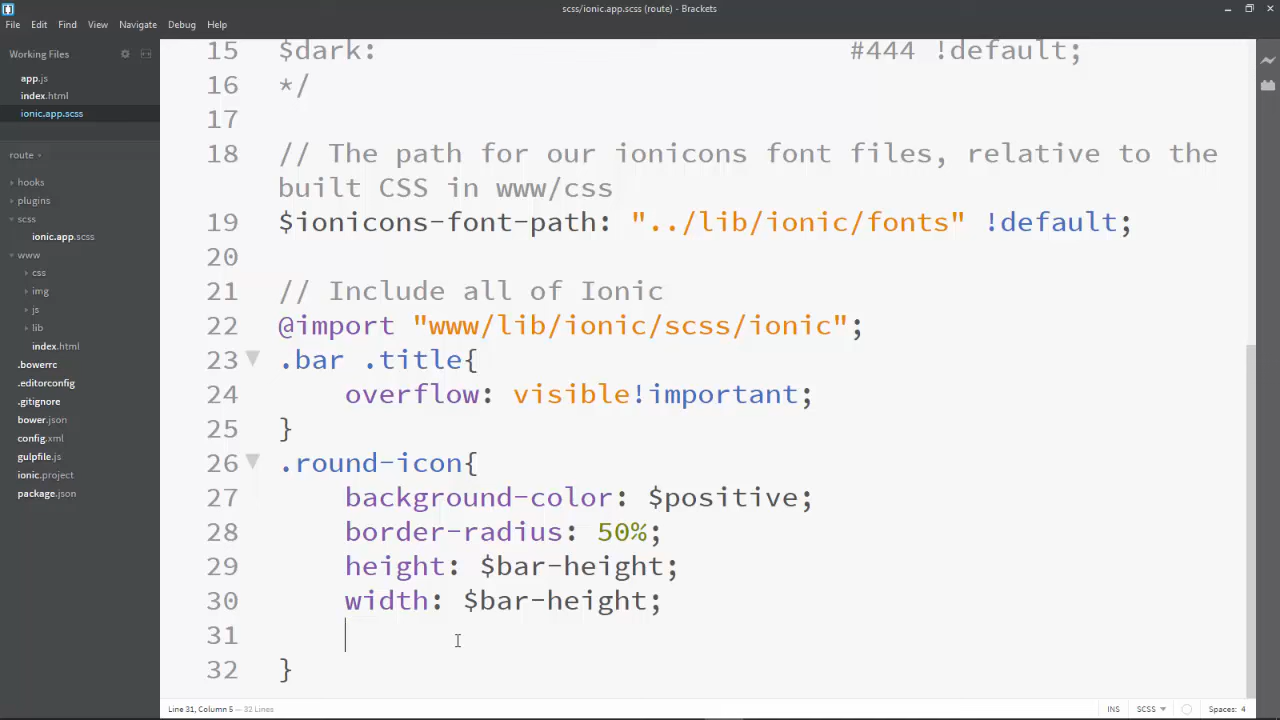 scss/ionic.app.scss (route) - Brackets
File Edit Find View Navigate Debug Help
Working Files
app.js
index.html
ionic.app.scss
route
hooks
plugins
scss
ionic.app.scss
www
css
img
js
lib
index.html
.bowerrc
.editorconfig
.gitignore
bower.json
config.xml
gulpfile.js
ionic.project
package.json
15 $dark: #444 !default;
16 */
17
18 // The path for our ionicons font files, relative to the
built CSS in www/css
19 $ionicons-font-path: "../lib/ionic/fonts" !default;
20
21 // Include all of Ionic
22 @import "www/lib/ionic/scss/ionic";
23 .bar .title{
24 overflow: visible!important;
25 }
26 .round-icon{
27 background-color: $positive;
28 border-radius: 50%;
29 height: $bar-height;
30 width: $bar-height;
31
32 }
Line 31, Column 5 — 32 Lines
INS SCSS Spaces: 4